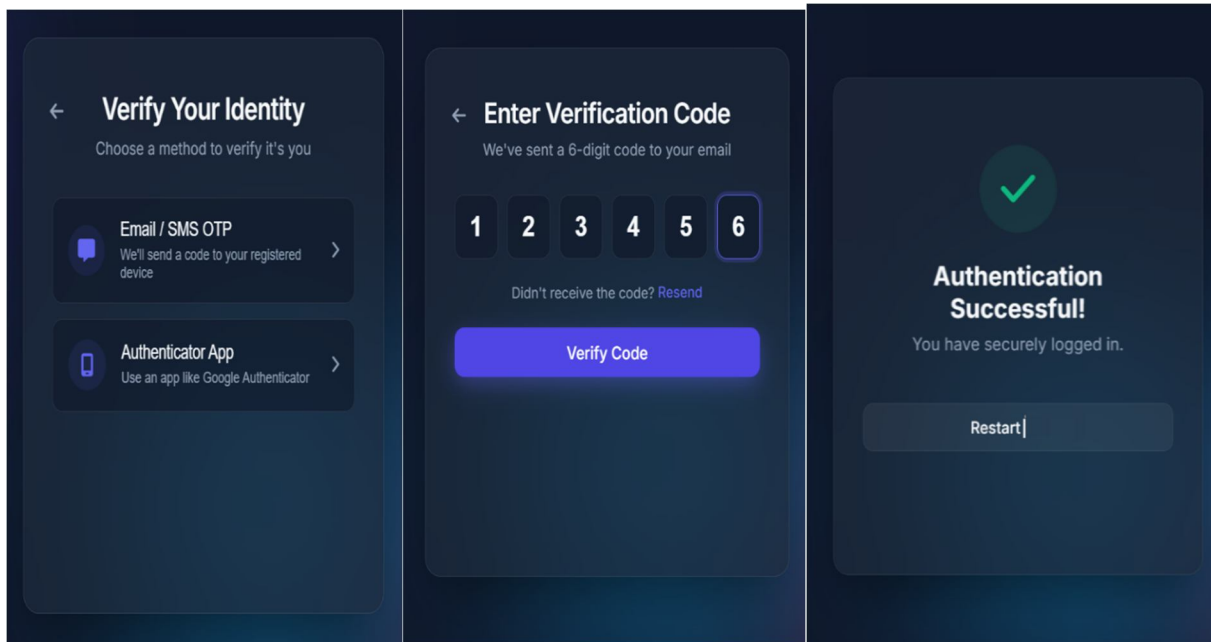 Verify Your Identity
Choose a method to verify it's you
Email / SMS OTP
We'll send a code to your registered
device
Authenticator App
Use an app like Google Authenticator
Enter Verification Code
We've sent a 6-digit code to your email
1 2 3 4 5 6
Didn't receive the code? Resend
Verify Code
Authentication
Successful!
You have securely logged in.
Restart